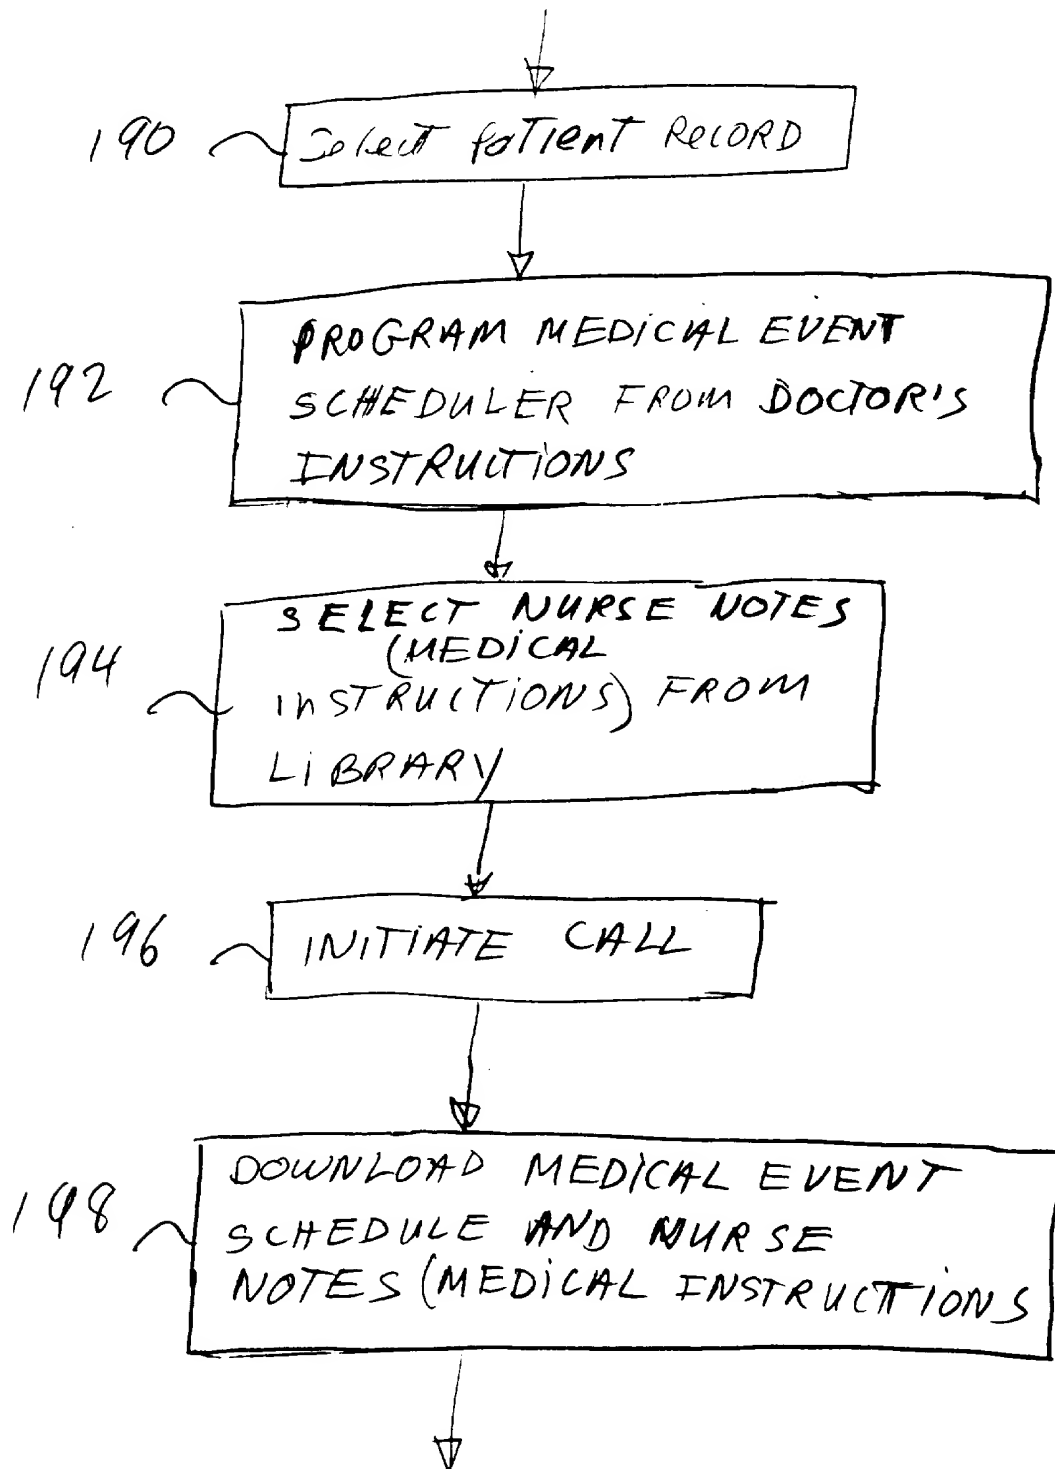 190
Select Patient Record
192
PROGRAM MEDICAL EVENT
SCHEDULER FROM DOCTOR'S
INSTRUCTIONS
194
SELECT NURSE NOTES
(MEDICAL
INSTRUCTIONS) FROM
LIBRARY
196
INITIATE CALL
198
DOWNLOAD MEDICAL EVENT
SCHEDULE AND NURSE
NOTES (MEDICAL INSTRUCTIONS